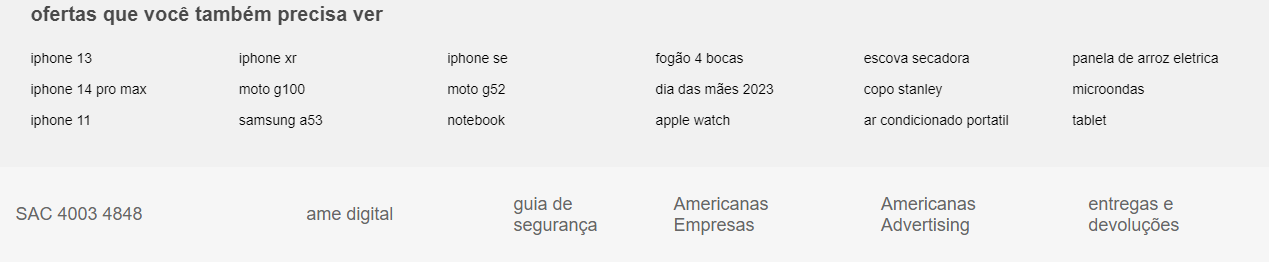 ofertas que você também precisa ver
iphone 13
iphone xr
iphone se
fogão 4 bocas
escova secadora
panela de arroz eletrica
iphone 14 pro max
moto g100
moto g52
dia das mães 2023
copo stanley
microondas
iphone 11
samsung a53
notebook
apple watch
ar condicionado portatil
tablet
SAC 4003 4848
ame digital
guia de
segurança
Americanas
Empresas
Americanas
Advertising
entregas e
devoluções